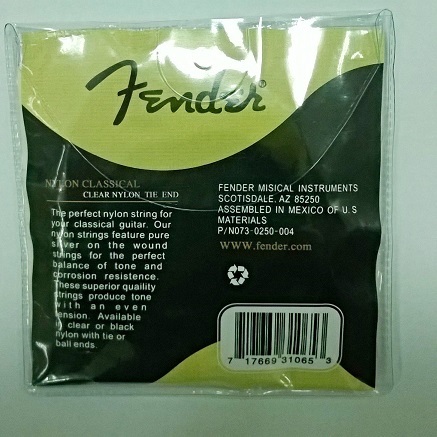 Fender®
NYLON CLASSICAL
CLEAR NYLON TIE END
The perfect nylon string for
your classical guitar. Our
nylon strings feature pure
silver on the wound
strings for the perfect
balance of tone and
corrosion resistence.
These superior quaility
strings produce tone
with an even
tension. Available
in clear or black
nylon with tie or
ball ends.
FENDER MISICAL INSTRUMENTS
SCOTISDALE. AZ 85250
ASSEMBLED IN MEXICO OF U.S
MATERIALS
P/N073-0250-004
WWW.fender.com
7 17669 31065 3